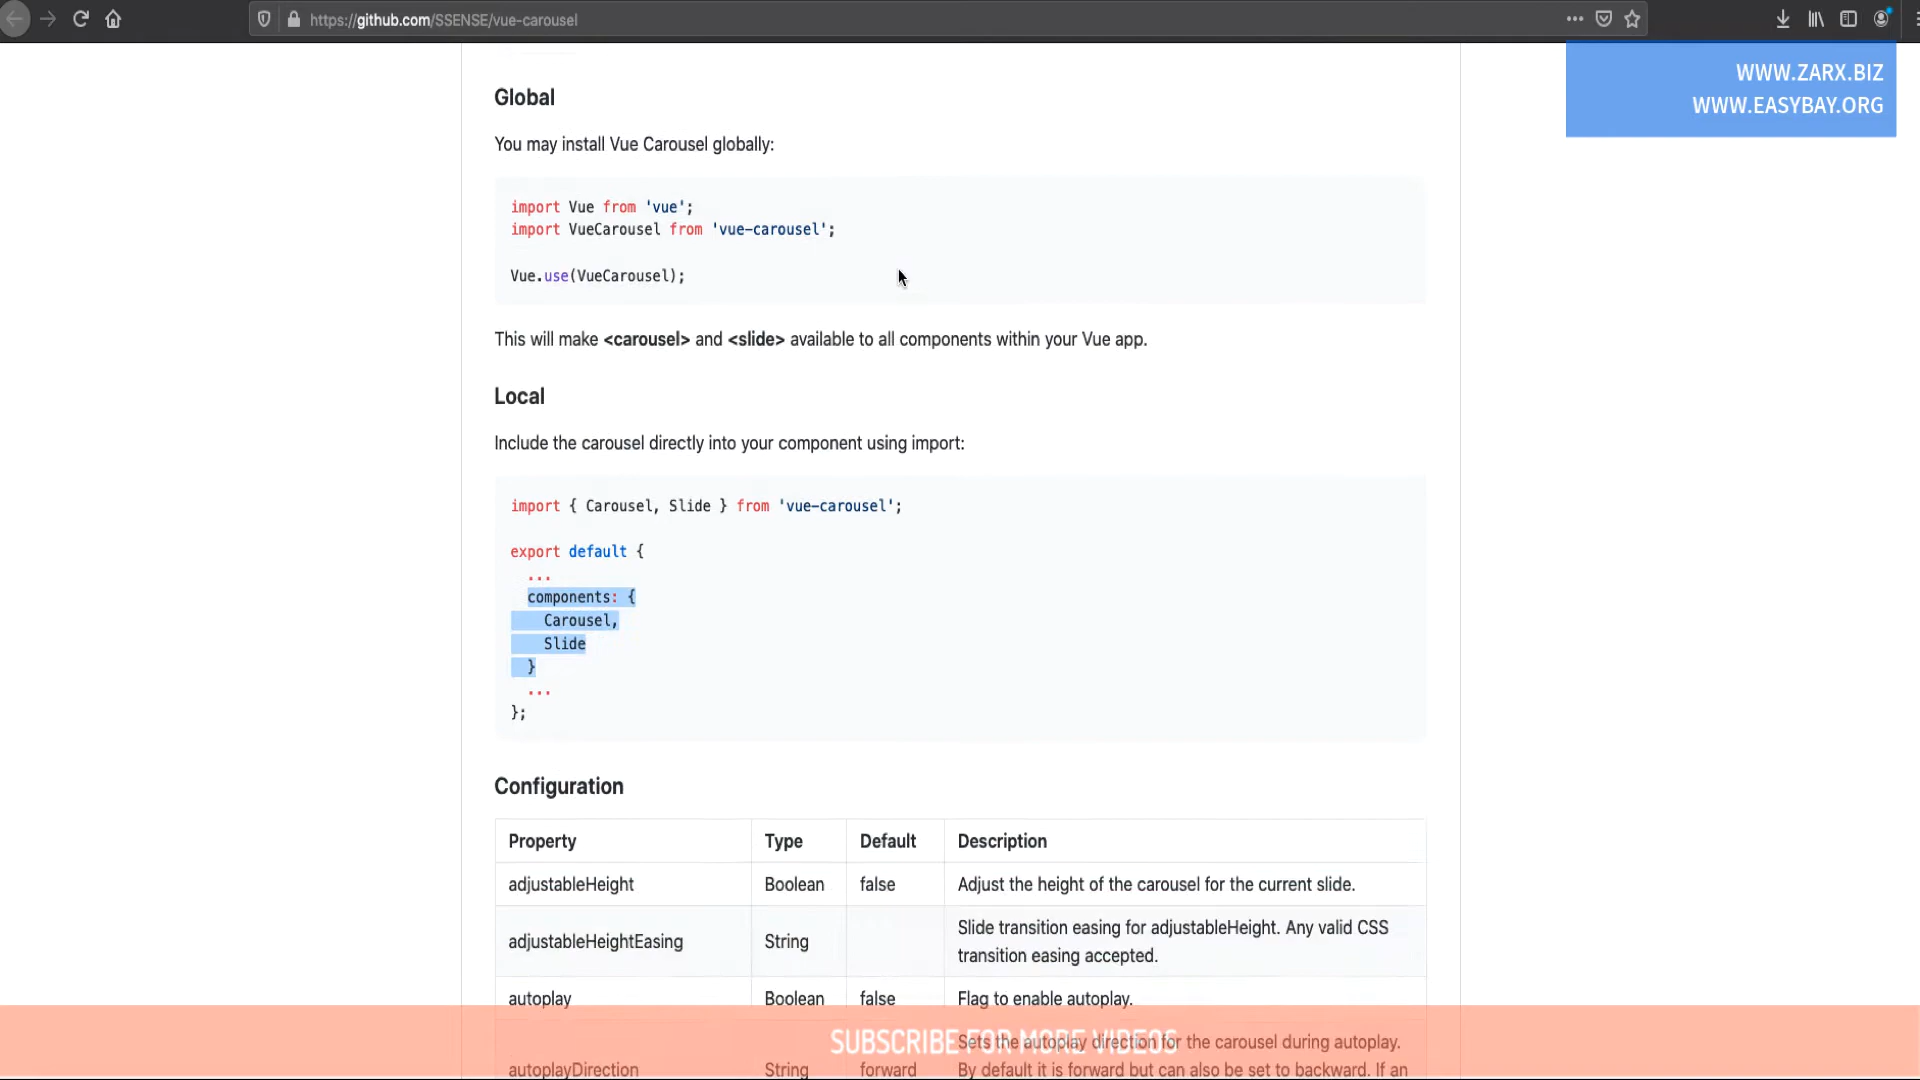 https://github.com/SSENSE/vue-carousel
WWW.ZARX.BIZ
WWW.EASYBAY.ORG
Global
You may install Vue Carousel globally:
import Vue from 'vue';
import VueCarousel from 'vue-carousel';
Vue.use(VueCarousel);
This will make <carousel> and <slide> available to all components within your Vue app.
Local
Include the carousel directly into your component using import:
import { Carousel, Slide } from 'vue-carousel';
export default {
...
components: {
Carousel,
Slide
}
...
};
Configuration
Property Type Default Description
adjustableHeight Boolean false Adjust the height of the carousel for the current slide.
adjustableHeightEasing String Slide transition easing for adjustableHeight. Any valid CSS
transition easing accepted.
autoplay Boolean false Flag to enable autoplay.
SUBSCRIBE FOR MORE VIDEOS
Sets the autoplay direction for the carousel during autoplay.
autoplayDirection String forward By default it is forward but can also be set to backward. If an